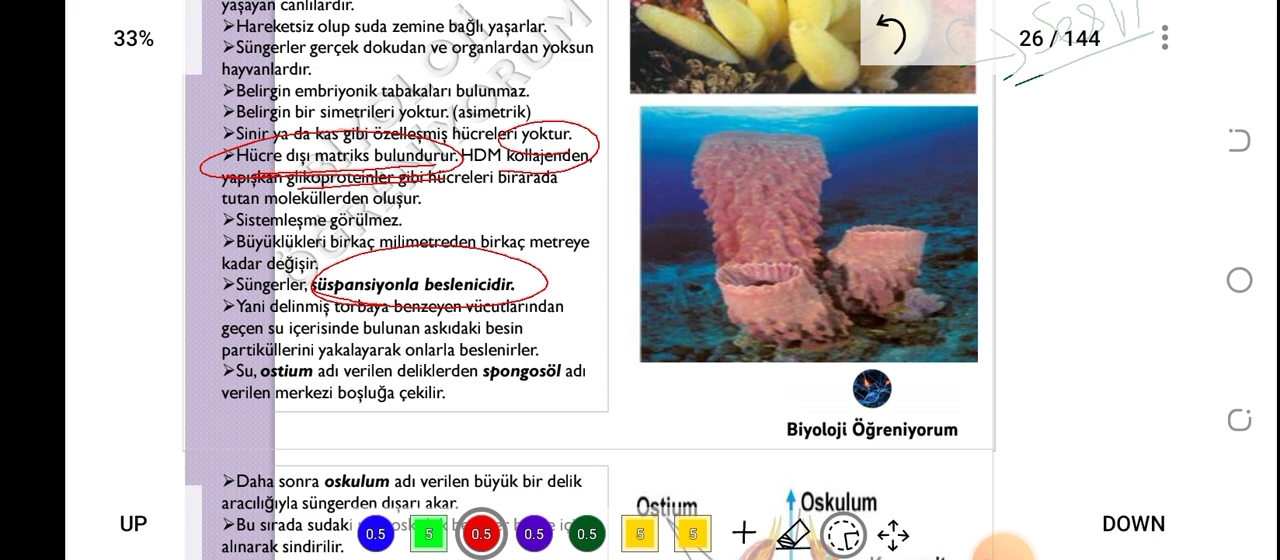 yaşayan canlılardır.
33%
➢Hareketsiz olup suda zemine bağlı yaşarlar.
26 / 144
➢Süngerler gerçek dokudan ve organlardan yoksun
hayvanlardır.
➢Belirgin embriyonik tabakaları bulunmaz.
➢Belirgin bir simetrileri yoktur. (asimetrik)
➢Sinir ya da kas gibi özelleşmiş hücreleri yoktur.
➢Hücre dışı matriks bulundurur. HDM kollajenden,
yapışkan glikoproteinler gibi hücreleri birarada
tutan moleküllerden oluşur.
➢Sistemleşme görülmez.
➢Büyüklükleri birkaç milimetreden birkaç metreye
kadar değişir.
➢Süngerler, süspansiyonla beslenicidir.
➢Yani delinmiş torbaya benzeyen vücutlarından
geçen su içerisinde bulunan askıdaki besin
partiküllerini yakalayarak onlarla beslenirler.
➢Su, ostium adı verilen deliklerden spongosöl adı
verilen merkezi boşluğa çekilir.
BİYOLOJİ
ÖĞRENİYORUM
Biyoloji Öğreniyorum
➢Daha sonra oskulum adı verilen büyük bir delik
aracılığıyla süngerden dışarı akar.
➢Bu sırada sudaki
alınarak sindirilir.
Ostium
Oskulum
UP
0.5
5
0.5
0.5
0.5
5
5
DOWN